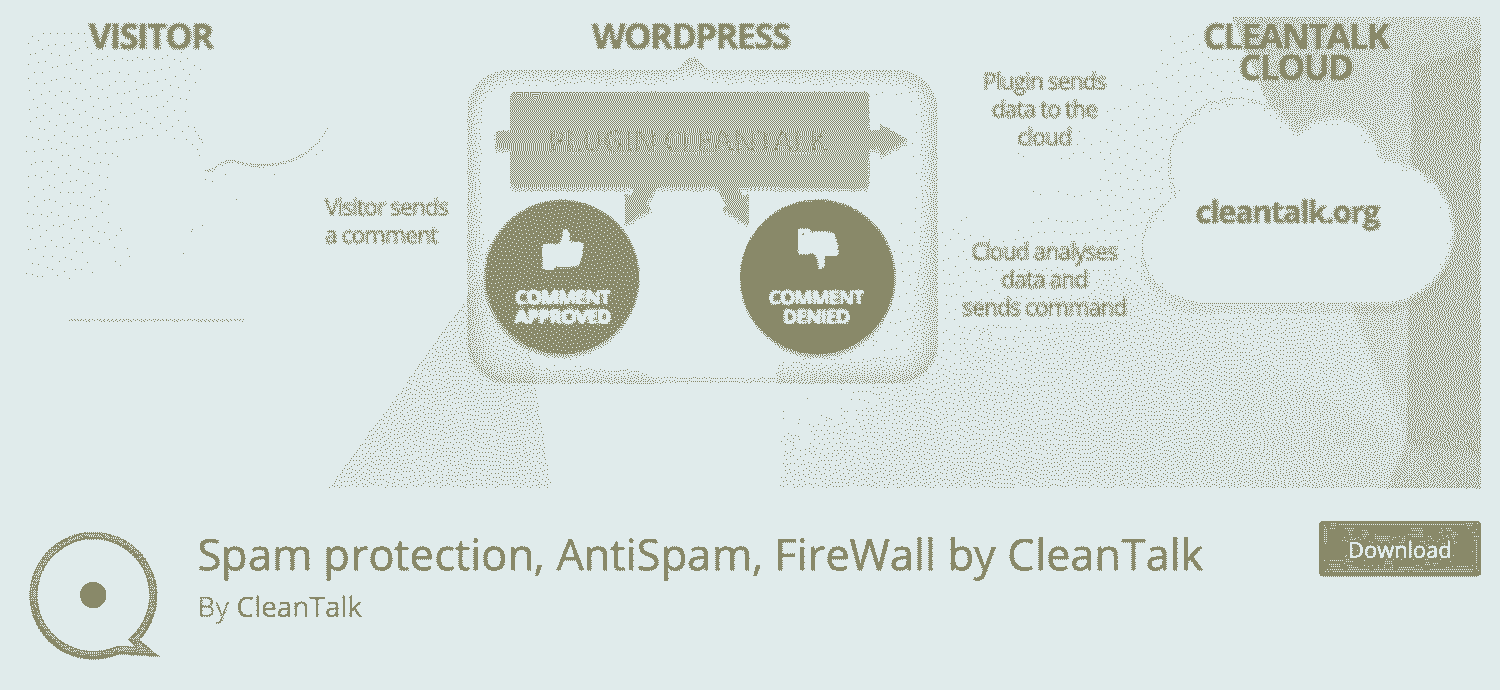 VISITOR
WORDPRESS
CLEANTALK
CLOUD
Plugin sends
data to the
cloud
PLUGIN CLEANTALK
Visitor sends
a comment
cleantalk.org
Cloud analyses
data and
sends command
COMMENT
APPROVED
COMMENT
DENIED
Spam protection, AntiSpam, FireWall by CleanTalk
By CleanTalk
Download